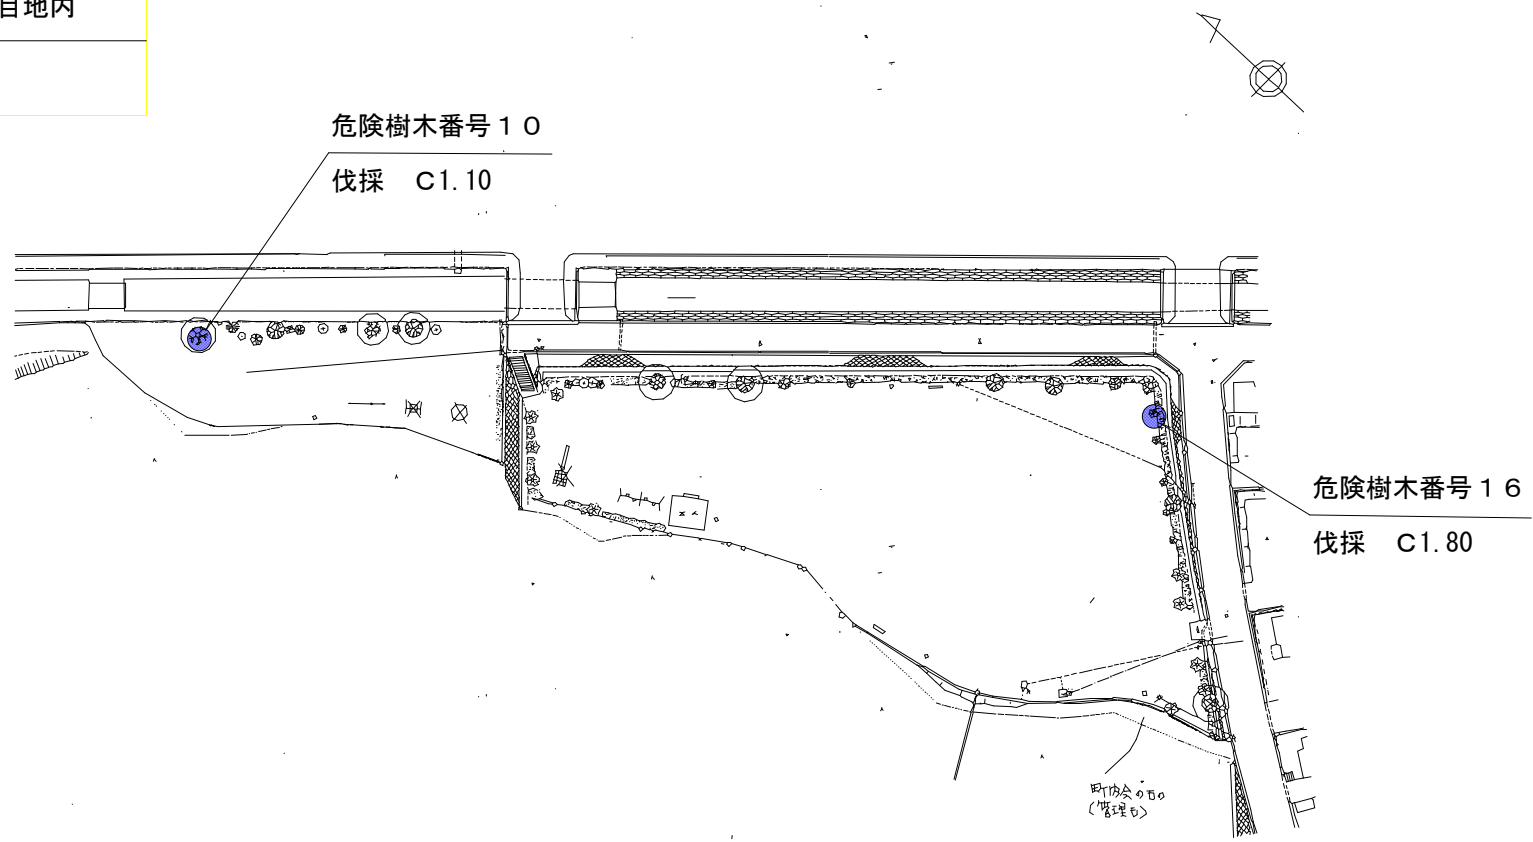 目地内
危険樹木番号１０
伐採　C1.10
危険樹木番号１６
伐採　C1.80
町内会のもの
(管理も)